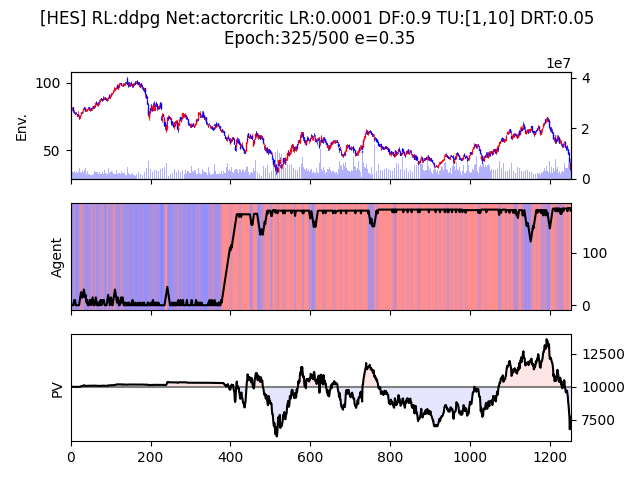 [HES] RL:ddpg Net:actorcritic LR:0.0001 DF:0.9 TU:[1,10] DRT:0.05
Epoch:325/500 e=0.35
1e7
100
50
Env.
4
2
0
Agent
100
0
PV
12500
10000
7500
0 200 400 600 800 1000 1200